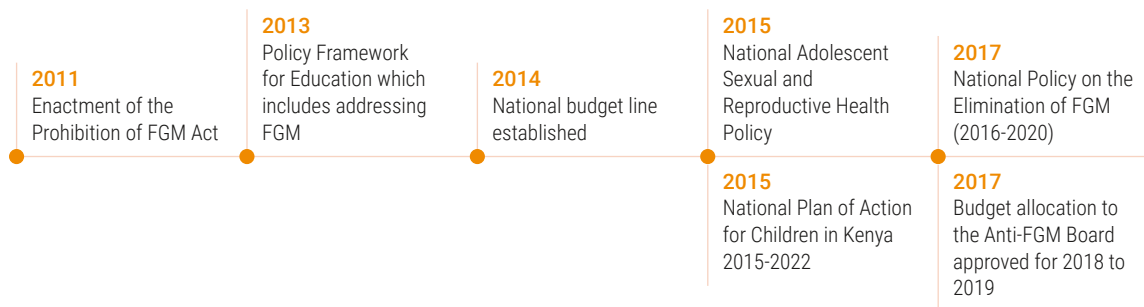 2011
Enactment of the
Prohibition of FGM Act
2013
Policy Framework
for Education which
includes addressing
FGM
2014
National budget line
established
2015
National Adolescent
Sexual and
Reproductive Health
Policy
2015
National Plan of Action
for Children in Kenya
2015-2022
2017
National Policy on the
Elimination of FGM
(2016-2020)
2017
Budget allocation to
the Anti-FGM Board
approved for 2018 to
2019